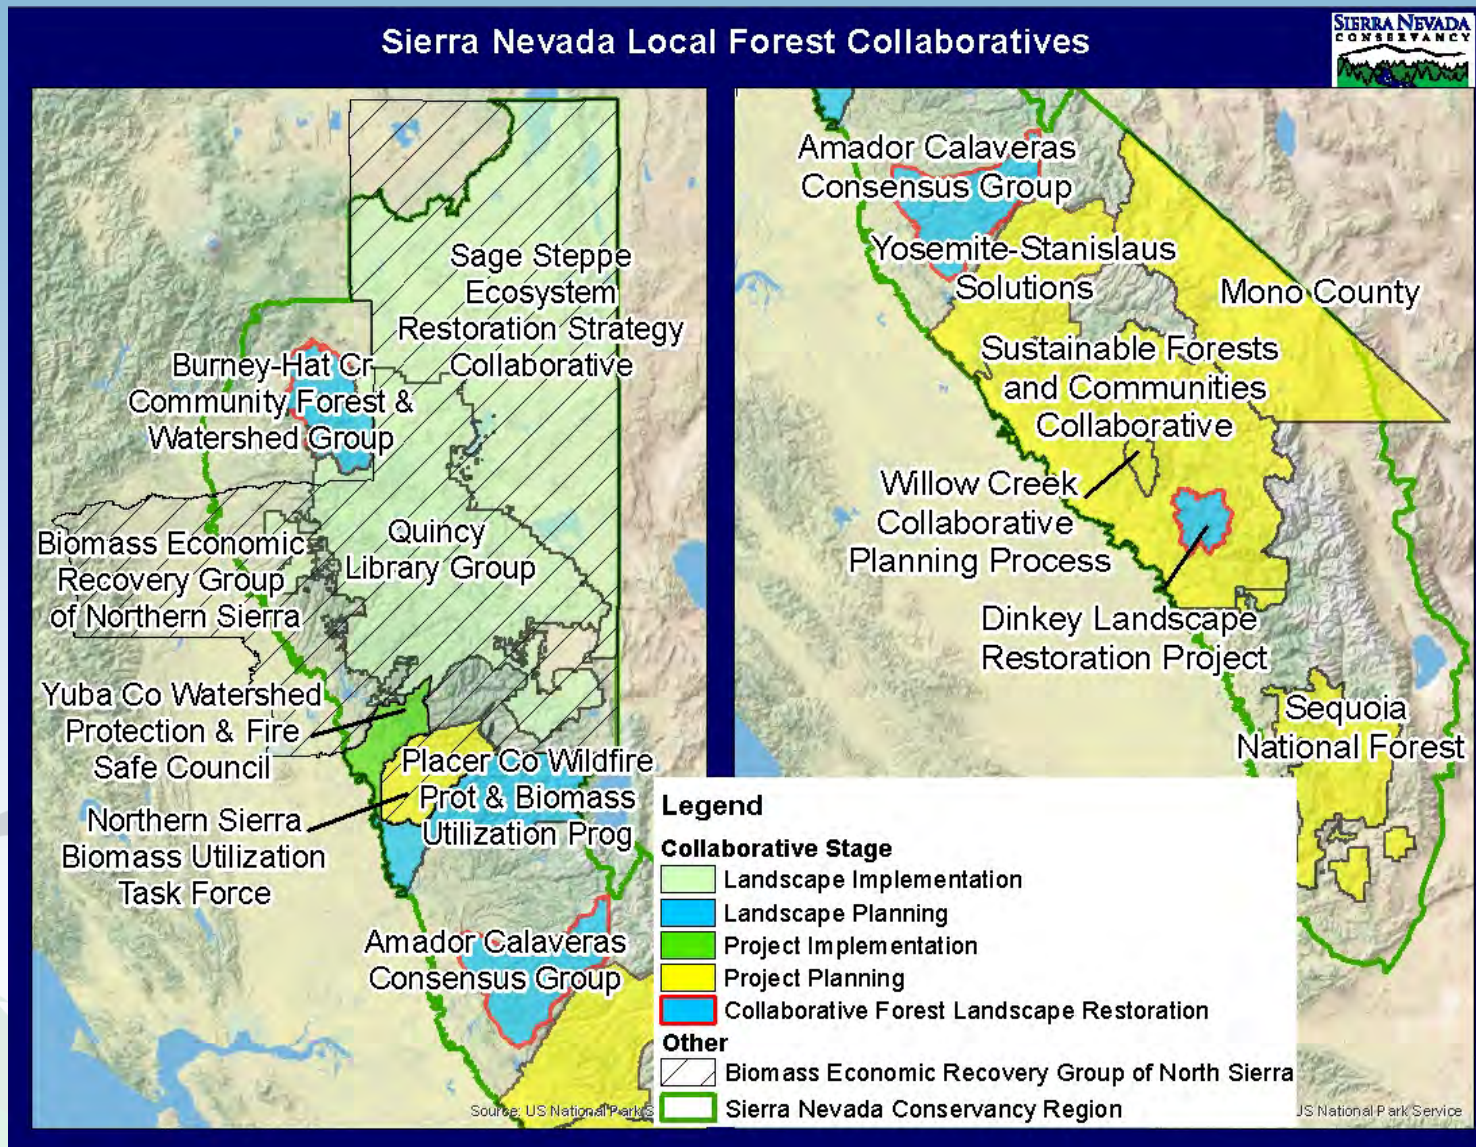 Sierra Nevada Local Forest Collaboratives
SIERRA NEVADA
CONSERVANCY
Sage Steppe
Ecosystem
Restoration Strategy
Collaborative
Burney-Hat Cr
Community Forest &
Watershed Group
Quincy
Library Group
Biomass Economic
Recovery Group
of Northern Sierra
Yuba Co Watershed
Protection & Fire
Safe Council
Placer Co Wildfire
Prot & Biomass
Utilization Prog
Northern Sierra
Biomass Utilization
Task Force
Amador Calaveras
Consensus Group
Source: US National Park S
Amador Calaveras
Consensus Group
Yosemite-Stanislaus
Solutions
Mono County
Sustainable Forests
and Communities
Collaborative
Willow Creek
Collaborative
Planning Process
Dinkey Landscape
Restoration Project
Sequoia
National Forest
Legend
Collaborative Stage
Landscape Implementation
Landscape Planning
Project Implementation
Project Planning
Collaborative Forest Landscape Restoration
Other
Biomass Economic Recovery Group of North Sierra
Sierra Nevada Conservancy Region
US National Park Service